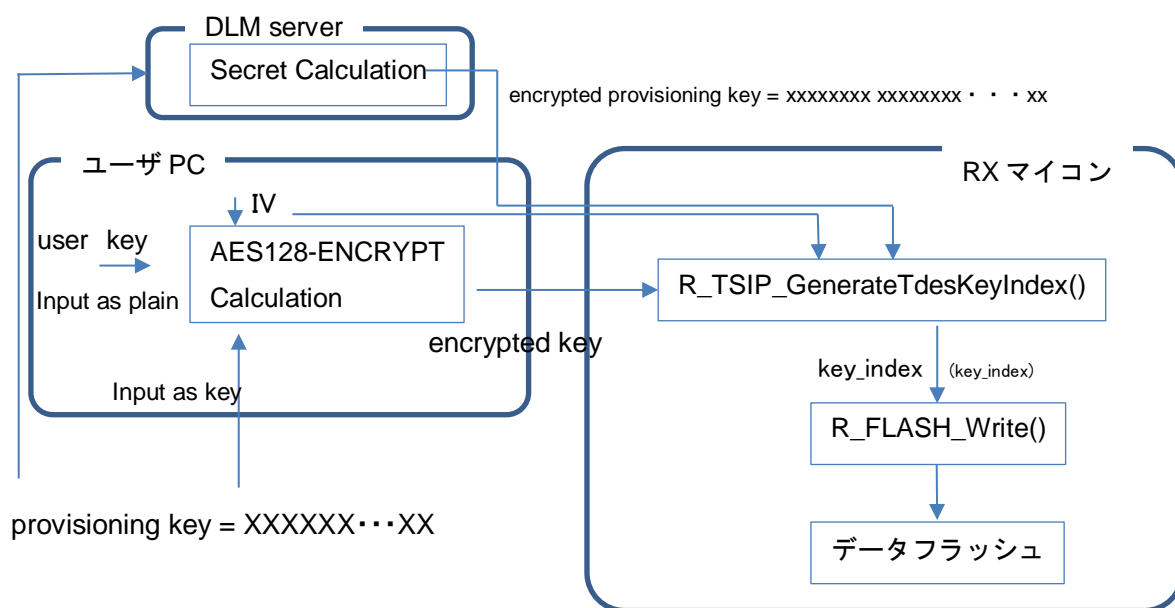 DLM server
Secret Calculation
encrypted provisioning key = xxxxxxxx xxxxxxxx・・・xx
ユーザ PC
RX マイコン
IV
user key
Input as plain
AES128-ENCRYPT
Calculation
R_TSIP_GenerateTdesKeyIndex()
encrypted key
key_index (key_index)
Input as key
R_FLASH_Write()
provisioning key = XXXXXX・・・XX
データフラッシュ